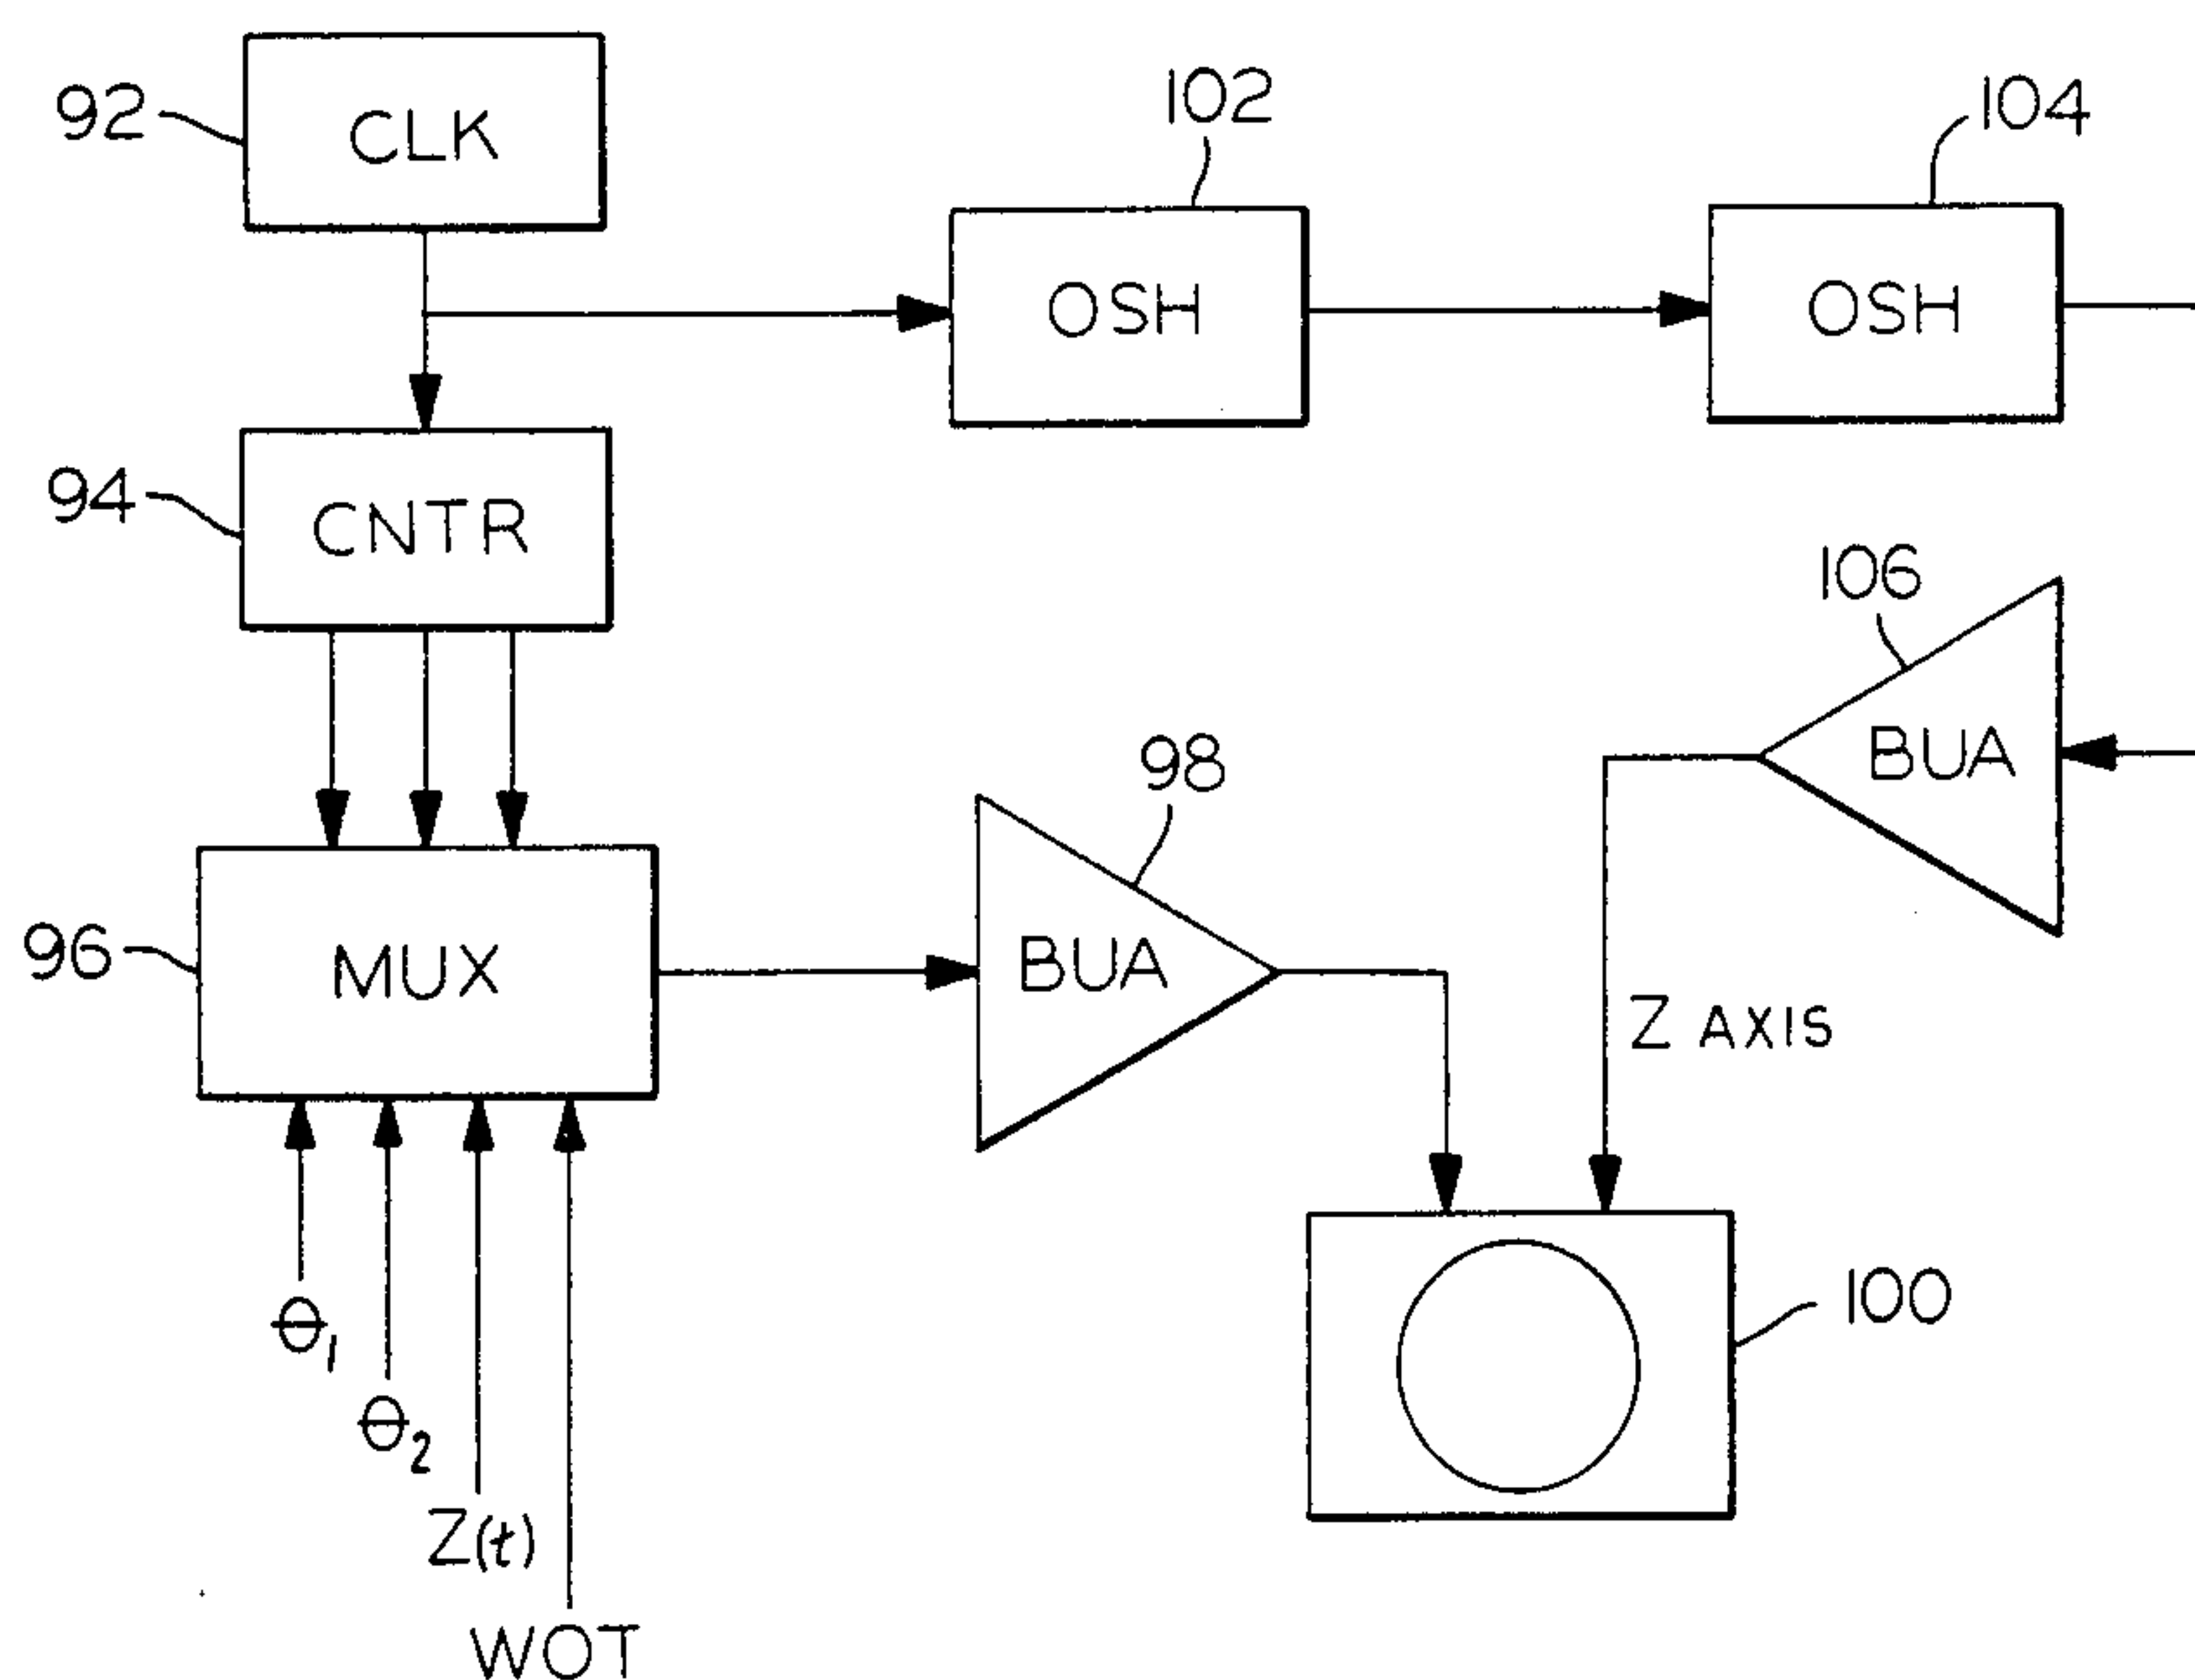 92
CLK
102
104
OSH
OSH
94
CNTR
106
BUA
98
96
MUX
BUA
Z AXIS
100
θ1
θ2
Z(t)
WOT